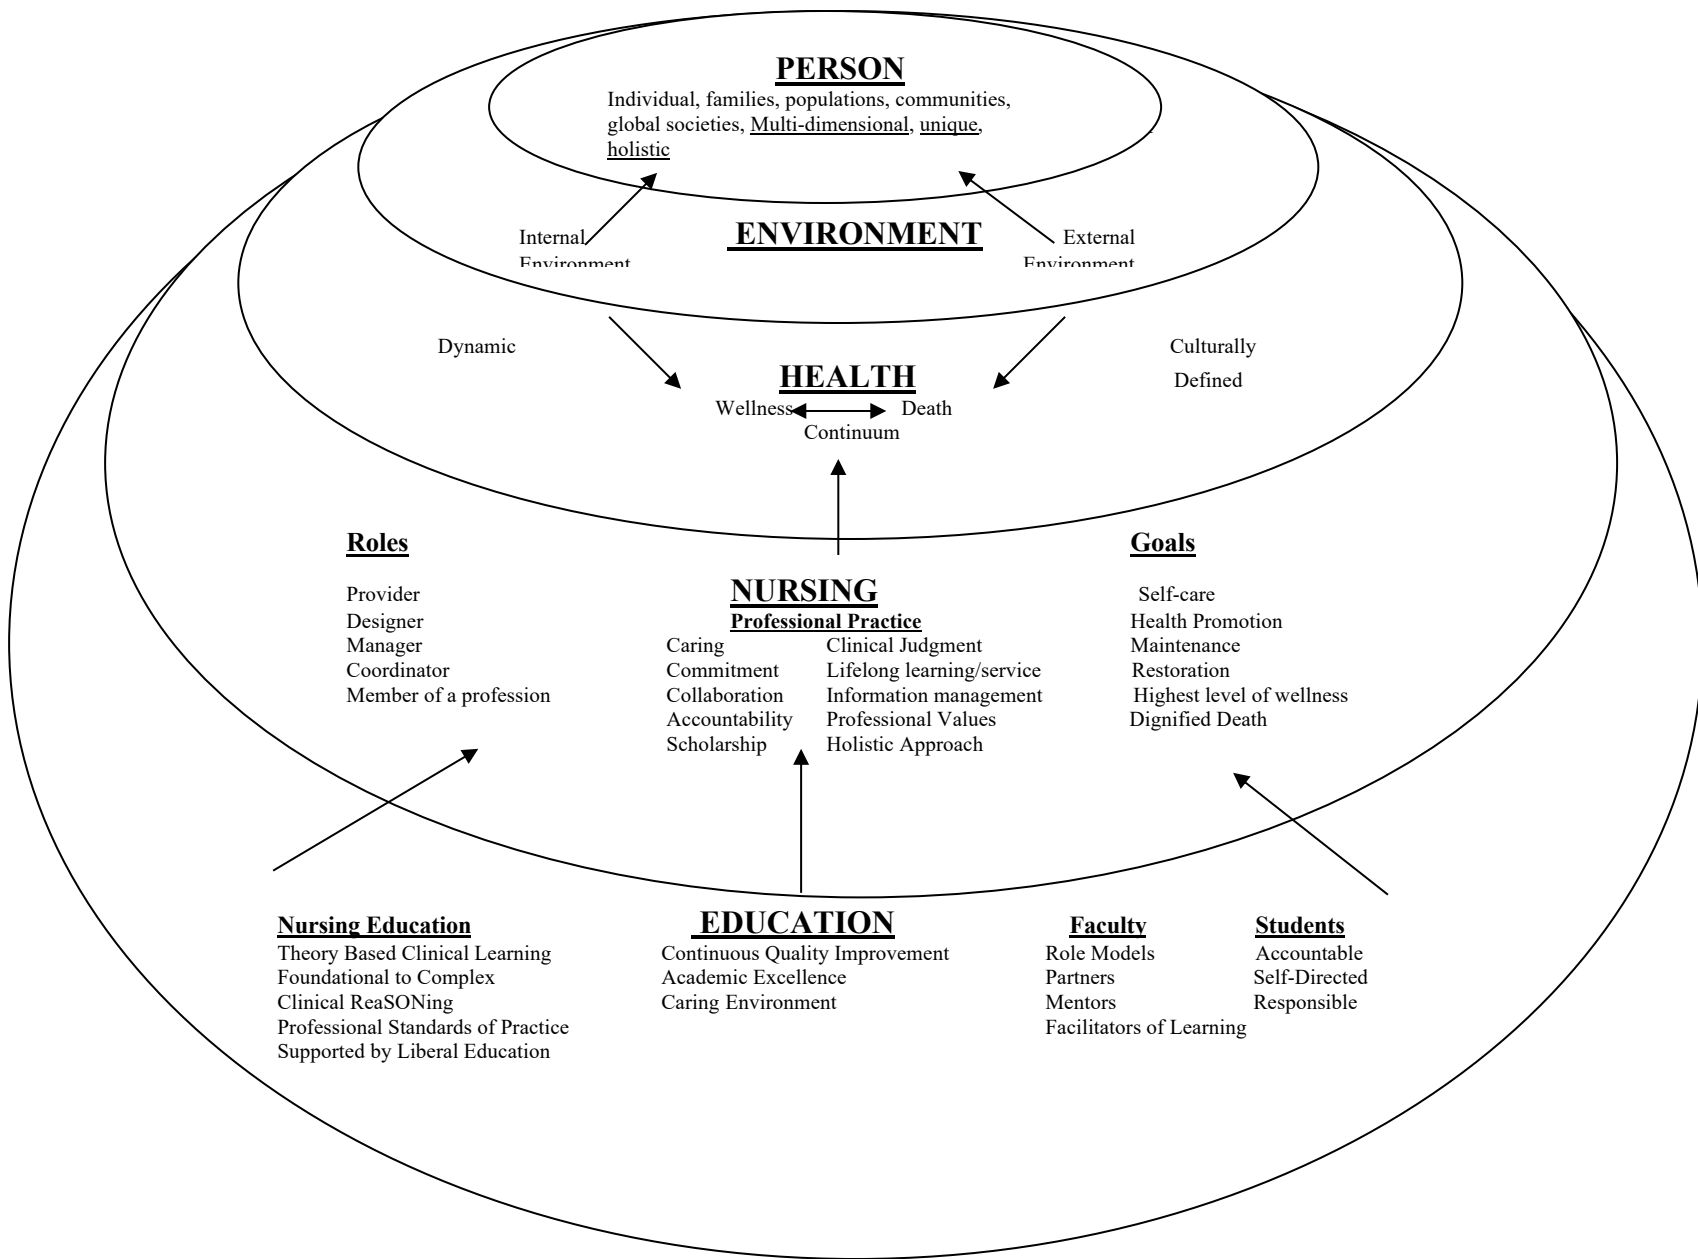 PERSON
Individual, families, populations, communities,
global societies, Multi-dimensional, unique,
holistic
Internal
Environment
ENVIRONMENT
External
Environment
Dynamic
Culturally
Defined
HEALTH
Wellness Death
Continuum
Roles
Provider
Designer
Manager
Coordinator
Member of a profession
NURSING
Professional Practice
Caring
Commitment
Collaboration
Accountability
Scholarship
Clinical Judgment
Lifelong learning/service
Information management
Professional Values
Holistic Approach
Goals
Self-care
Health Promotion
Maintenance
Restoration
Highest level of wellness
Dignified Death
Nursing Education
Theory Based Clinical Learning
Foundational to Complex
Clinical ReaSONing
Professional Standards of Practice
Supported by Liberal Education
EDUCATION
Continuous Quality Improvement
Academic Excellence
Caring Environment
Faculty
Role Models
Partners
Mentors
Facilitators of Learning
Students
Accountable
Self-Directed
Responsible